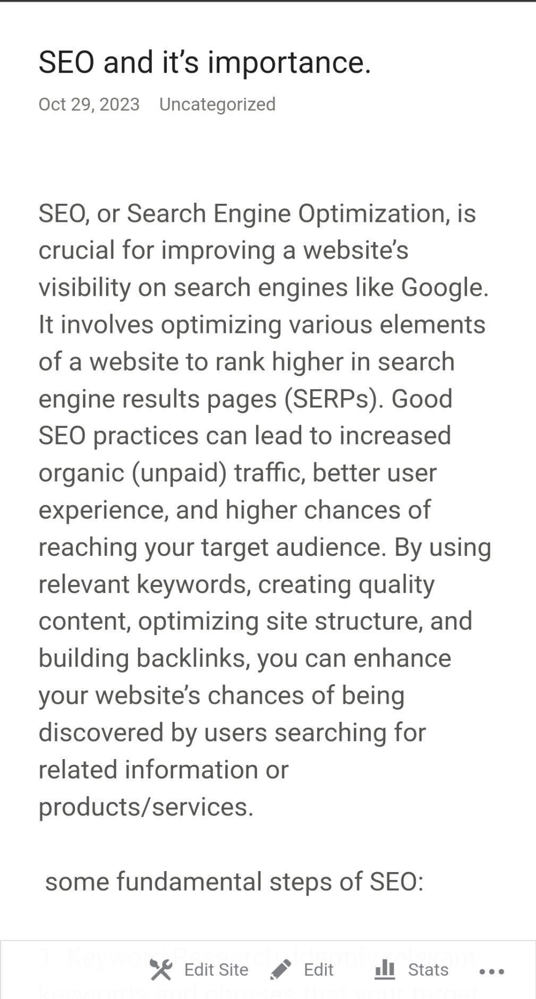 SEO and it’s importance.
Oct 29, 2023 Uncategorized
SEO, or Search Engine Optimization, is
crucial for improving a website’s
visibility on search engines like Google.
It involves optimizing various elements
of a website to rank higher in search
engine results pages (SERPs). Good
SEO practices can lead to increased
organic (unpaid) traffic, better user
experience, and higher chances of
reaching your target audience. By using
relevant keywords, creating quality
content, optimizing site structure, and
building backlinks, you can enhance
your website’s chances of being
discovered by users searching for
related information or
products/services.
some fundamental steps of SEO:
1. Keyword Research: Identify relevant
Edit Site Edit Stats
keywords and phrases that your target